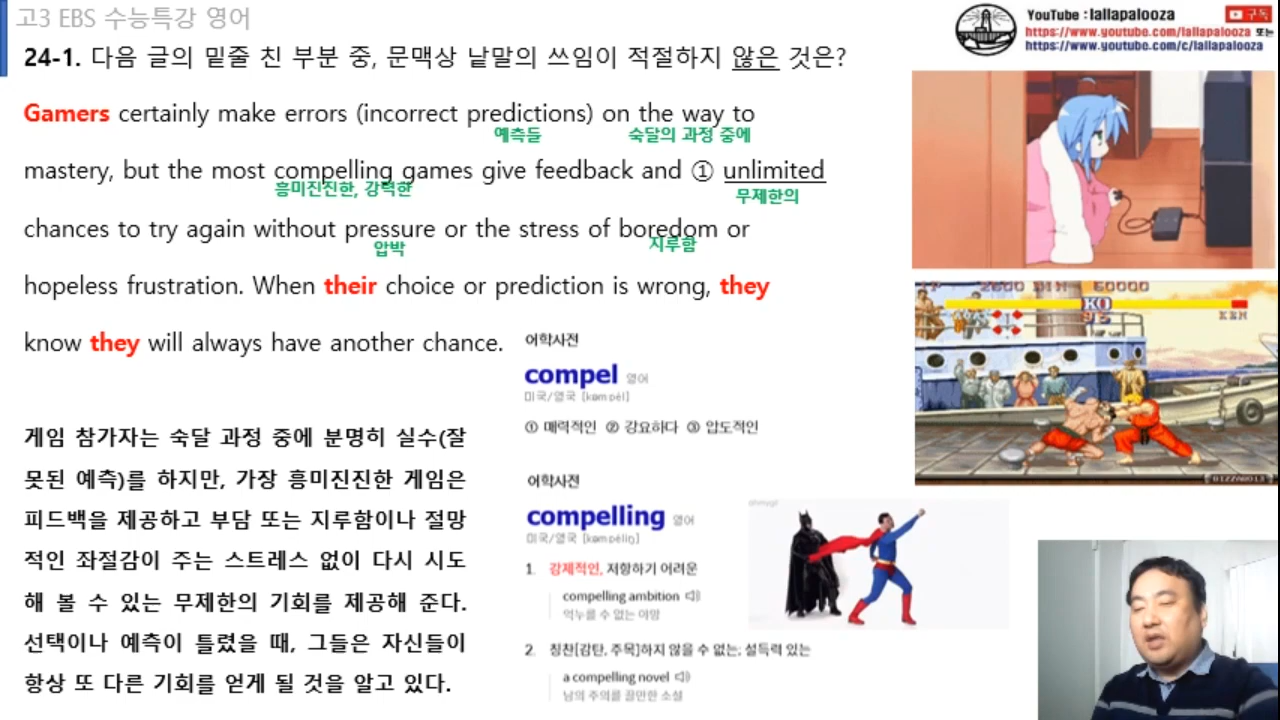 고3 EBS 수능특강 영어
YouTube : lallapalooza
구독
https://www.youtube.com/lallapalooza 또는
https://www.youtube.com/c/lallapalooza
24-1. 다음 글의 밑줄 친 부분 중, 문맥상 낱말의 쓰임이 적절하지 않은 것은?
Gamers certainly make errors (incorrect predictions) on the way to
예측들 숙달의 과정 중에
mastery, but the most compelling games give feedback and ① unlimited
흥미진진한, 강력한 무제한의
chances to try again without pressure or the stress of boredom or
압박 지루함
hopeless frustration. When their choice or prediction is wrong, they
know they will always have another chance.
KO
KEN
어학사전
compel 영어
미국/영국 [kəmpél]
① 매력적인 ② 강요하다 ③ 압도적인
게임 참가자는 숙달 과정 중에 분명히 실수(잘
못된 예측)를 하지만, 가장 흥미진진한 게임은
피드백을 제공하고 부담 또는 지루함이나 절망
적인 좌절감이 주는 스트레스 없이 다시 시도
해 볼 수 있는 무제한의 기회를 제공해 준다.
선택이나 예측이 틀렸을 때, 그들은 자신들이
항상 또 다른 기회를 얻게 될 것을 알고 있다.
어학사전
compelling 영어
미국/영국 [kəmpéliŋ]
1. 강제적인, 저항하기 어려운
compelling ambition
억누를 수 없는 야망
2. 칭찬[감탄, 주목]하지 않을 수 없는; 설득력 있는
a compelling novel
남의 주의를 끌만한 소설